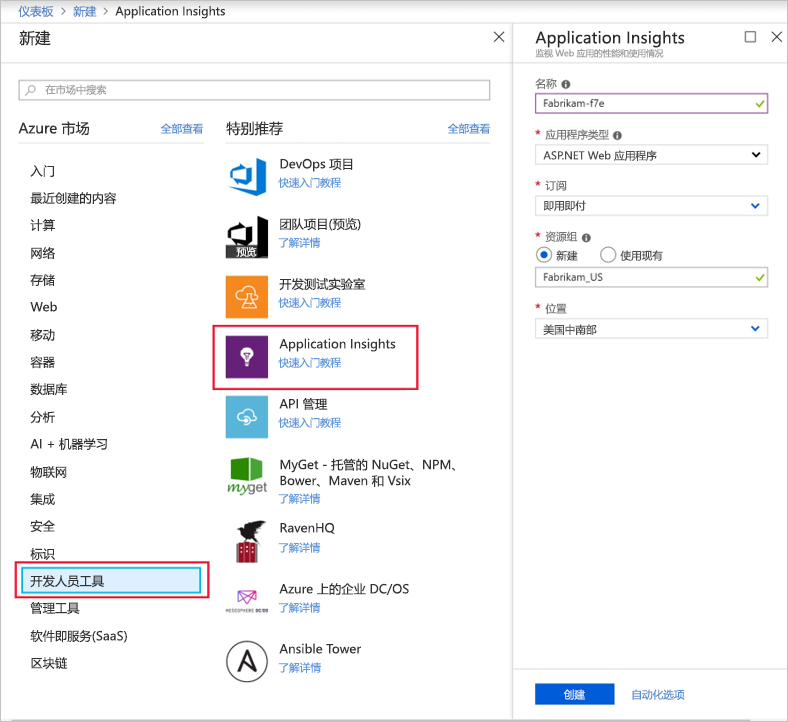 仪表板 > 新建 > Application Insights
新建
在市场中搜索
Azure 市场
全部查看
入门
最近创建的内容
计算
网络
存储
Web
移动
容器
数据库
分析
AI + 机器学习
物联网
集成
安全
标识
开发人员工具
管理工具
软件即服务(SaaS)
区块链
特别推荐
全部查看
DevOps 项目
快速入门教程
预览
团队项目(预览)
了解详情
开发测试实验室
快速入门教程
Application Insights
快速入门教程
API 管理
快速入门教程
myget
MyGet - 托管的 NuGet、NPM、
Bower、Maven 和 Vsix
了解详情
RavenHQ
了解详情
MESOSPHERE DC/OS
Azure 上的企业 DC/OS
了解详情
Ansible Tower
了解详情
Application Insights
监视 Web 应用的性能和使用情况
名称
Fabrikam-f7e
* 应用程序类型
ASP.NET Web 应用程序
* 订阅
即用即付
* 资源组
新建 使用现有
Fabrikam_US
* 位置
美国中南部
创建 自动化选项